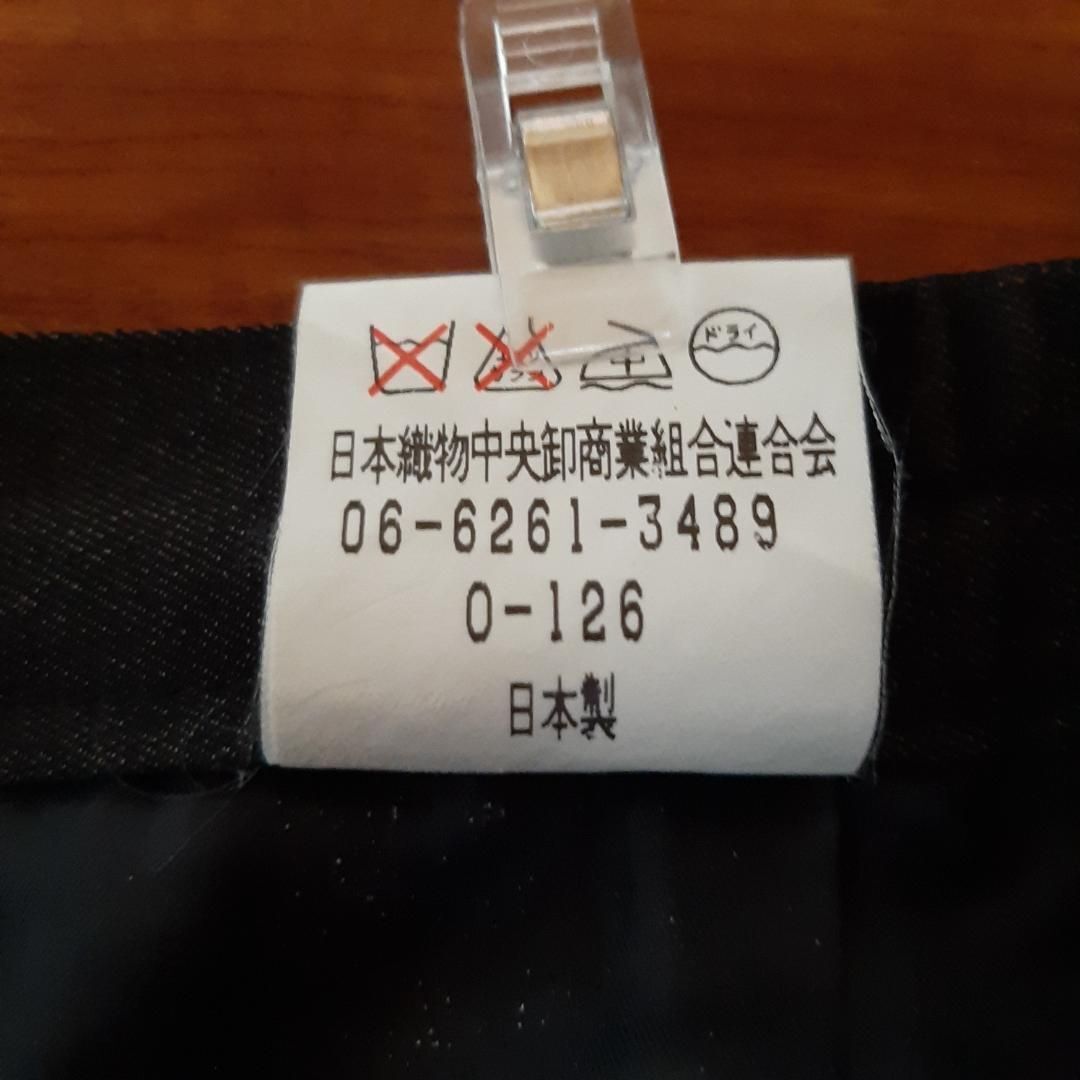 ドライ
中
日本織物中央卸商業組合連合会
06-6261-3489
0-126
日本製